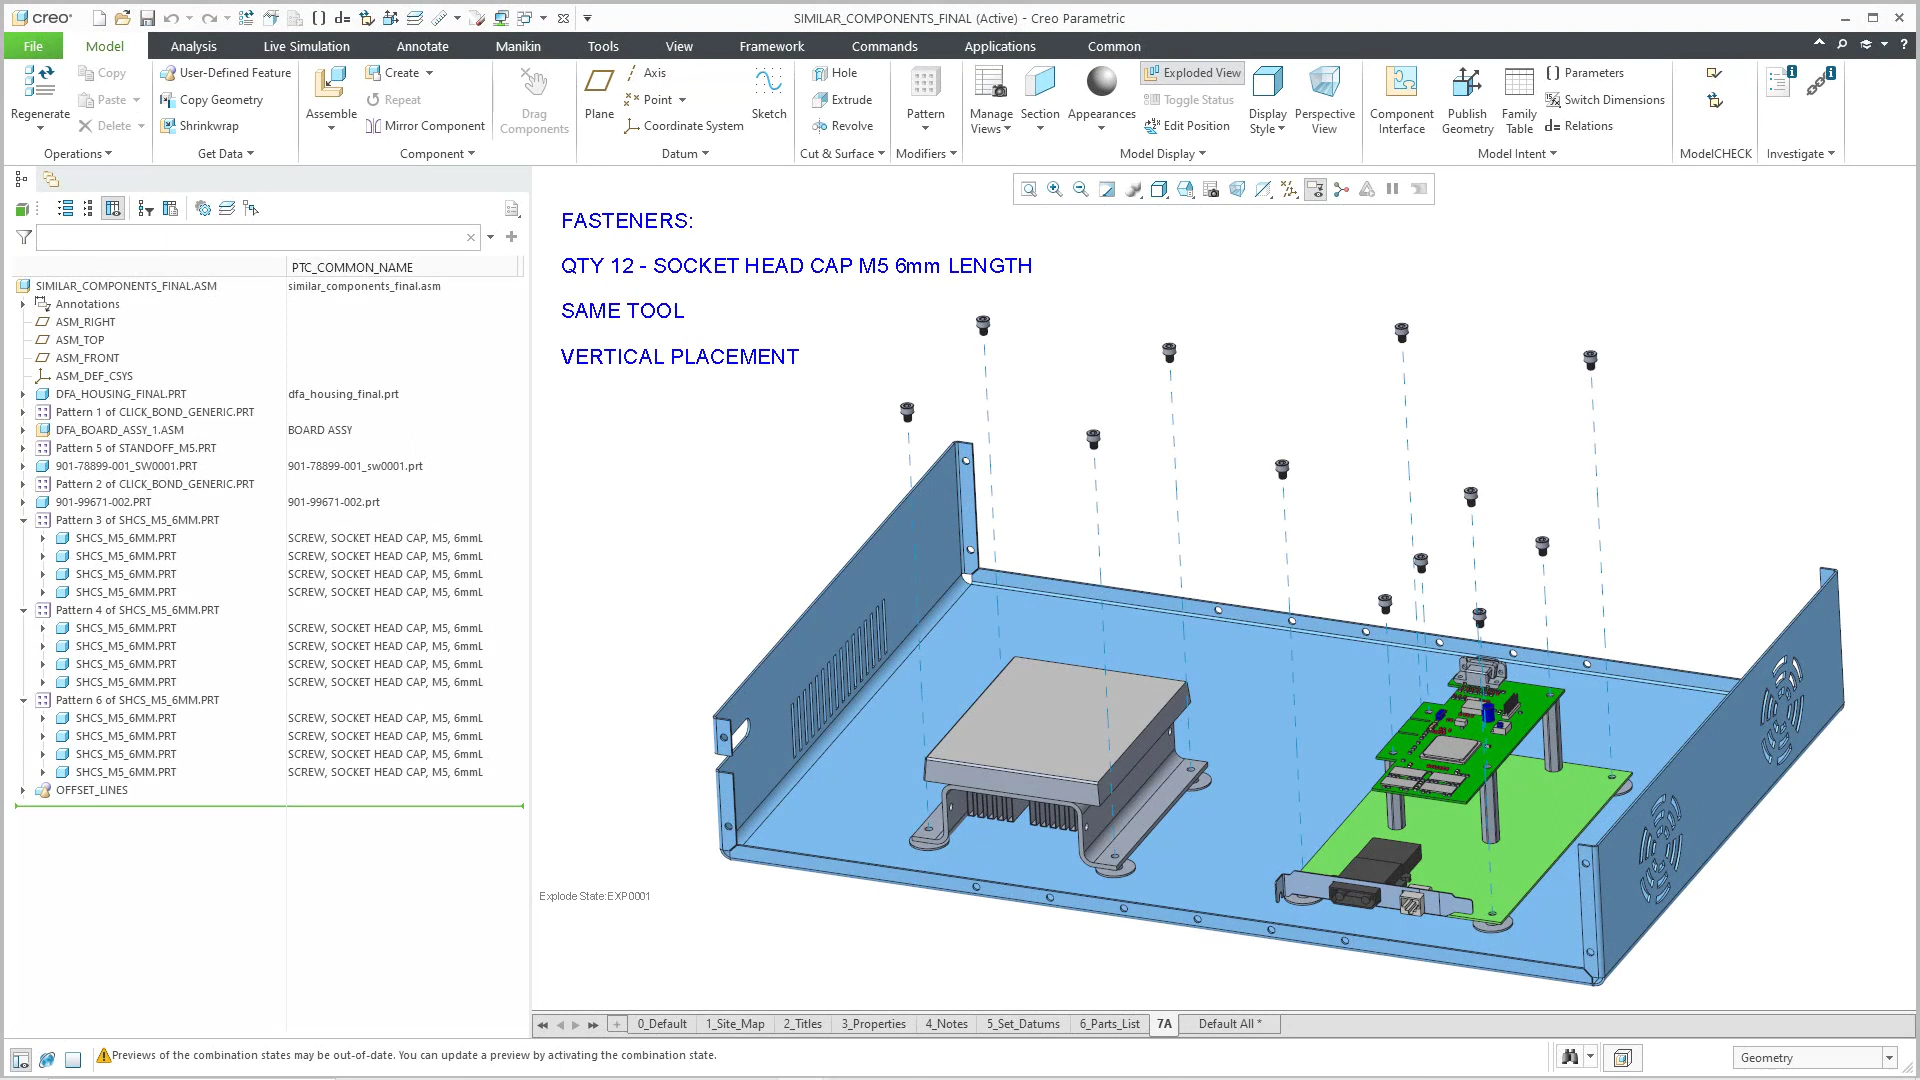 creo
SIMILAR_COMPONENTS_FINAL (Active) - Creo Parametric
File Model Analysis Live Simulation Annotate Manikin Tools View Framework Commands Applications Common
Regenerate
Copy
Paste
Delete
Operations
User-Defined Feature
Copy Geometry
Shrinkwrap
Get Data
Assemble
Create
Repeat
Mirror Component
Component
Drag Components
Plane
Axis
Point
Coordinate System
Sketch
Datum
Hole
Extrude
Revolve
Cut & Surface
Pattern
Modifiers
Manage Views
Section
Appearances
Exploded View
Toggle Status
Edit Position
Display Style
Perspective View
Model Display
Component Interface
Publish Geometry
Family Table
Parameters
Switch Dimensions
d= Relations
Model Intent
ModelCHECK
Investigate
PTC_COMMON_NAME
SIMILAR_COMPONENTS_FINAL.ASM similar_components_final.asm
Annotations
ASM_RIGHT
ASM_TOP
ASM_FRONT
ASM_DEF_CSYS
DFA_HOUSING_FINAL.PRT dfa_housing_final.prt
Pattern 1 of CLICK_BOND_GENERIC.PRT
DFA_BOARD_ASSY_1.ASM BOARD ASSY
Pattern 5 of STANDOFF_M5.PRT
901-78899-001_SW0001.PRT 901-78899-001_sw0001.prt
Pattern 2 of CLICK_BOND_GENERIC.PRT
901-99671-002.PRT 901-99671-002.prt
Pattern 3 of SHCS_M5_6MM.PRT
SHCS_M5_6MM.PRT SCREW, SOCKET HEAD CAP, M5, 6mmL
SHCS_M5_6MM.PRT SCREW, SOCKET HEAD CAP, M5, 6mmL
SHCS_M5_6MM.PRT SCREW, SOCKET HEAD CAP, M5, 6mmL
SHCS_M5_6MM.PRT SCREW, SOCKET HEAD CAP, M5, 6mmL
Pattern 4 of SHCS_M5_6MM.PRT
SHCS_M5_6MM.PRT SCREW, SOCKET HEAD CAP, M5, 6mmL
SHCS_M5_6MM.PRT SCREW, SOCKET HEAD CAP, M5, 6mmL
SHCS_M5_6MM.PRT SCREW, SOCKET HEAD CAP, M5, 6mmL
SHCS_M5_6MM.PRT SCREW, SOCKET HEAD CAP, M5, 6mmL
Pattern 6 of SHCS_M5_6MM.PRT
SHCS_M5_6MM.PRT SCREW, SOCKET HEAD CAP, M5, 6mmL
SHCS_M5_6MM.PRT SCREW, SOCKET HEAD CAP, M5, 6mmL
SHCS_M5_6MM.PRT SCREW, SOCKET HEAD CAP, M5, 6mmL
SHCS_M5_6MM.PRT SCREW, SOCKET HEAD CAP, M5, 6mmL
OFFSET_LINES
FASTENERS:
QTY 12 - SOCKET HEAD CAP M5 6mm LENGTH
SAME TOOL
VERTICAL PLACEMENT
Explode State:EXP0001
0_Default 1_Site_Map 2_Titles 3_Properties 4_Notes 5_Set_Datums 6_Parts_List 7A Default All *
Previews of the combination states may be out-of-date. You can update a preview by activating the combination state.
Geometry